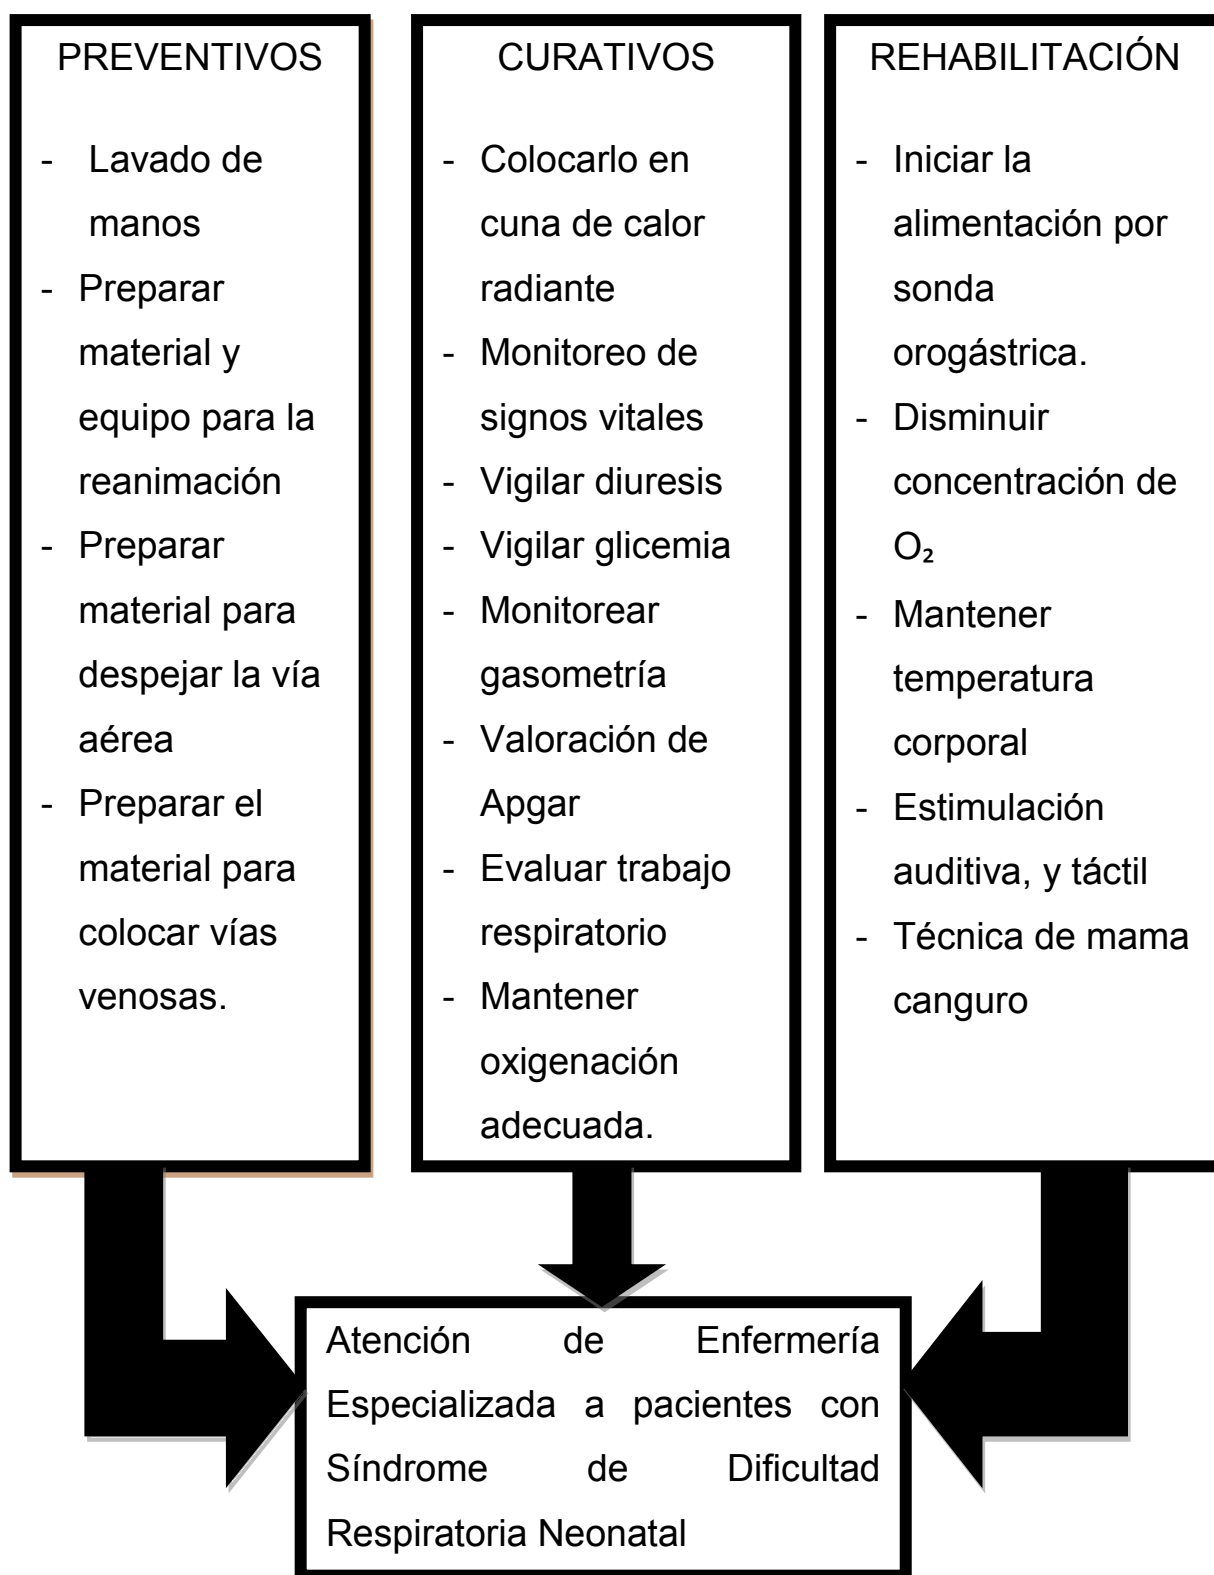 PREVENTIVOS
- Lavado de
manos
- Preparar
material y
equipo para la
reanimación
- Preparar
material para
despejar la vía
aérea
- Preparar el
material para
colocar vías
venosas.
CURATIVOS
- Colocarlo en
cuna de calor
radiante
- Monitoreo de
signos vitales
- Vigilar diuresis
- Vigilar glicemia
- Monitorear
gasometría
- Valoración de
Apgar
- Evaluar trabajo
respiratorio
- Mantener
oxigenación
adecuada.
REHABILITACIÓN
- Iniciar la
alimentación por
sonda
orogástrica.
- Disminuir
concentración de
O₂
- Mantener
temperatura
corporal
- Estimulación
auditiva, y táctil
- Técnica de mama
canguro
Atención de Enfermería
Especializada a pacientes con
Síndrome de Dificultad
Respiratoria Neonatal